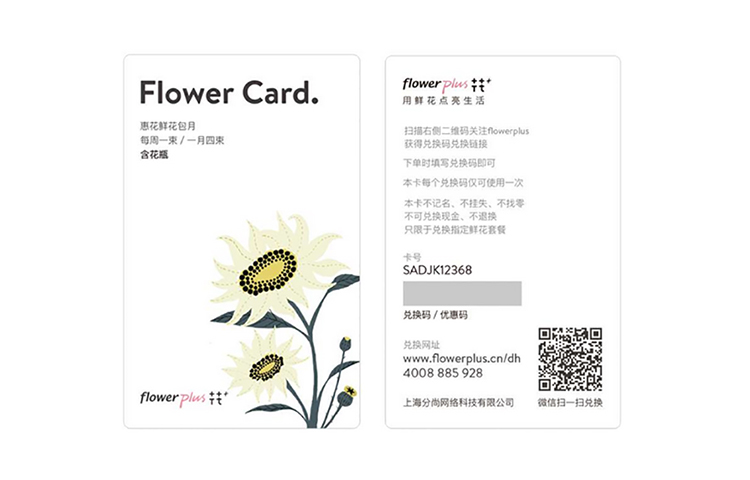 Flower Card.
惠花鲜花包月
每周一束 / 一月四束
含花瓶
flowerplus
flowerplus
用鲜花点亮生活
扫描右侧二维码关注flowerplus
获得兑换码兑换链接
下单时填写兑换码即可
本卡每个兑换码仅可使用一次
本卡不记名、不挂失、不找零
不可兑换现金、不退换
只限于兑换指定鲜花套餐
卡号
SADJK12368
兑换码 / 优惠码
兑换网址
www.flowerplus.cn/dh
4008 885 928
上海分尚网络科技有限公司
微信扫一扫兑换